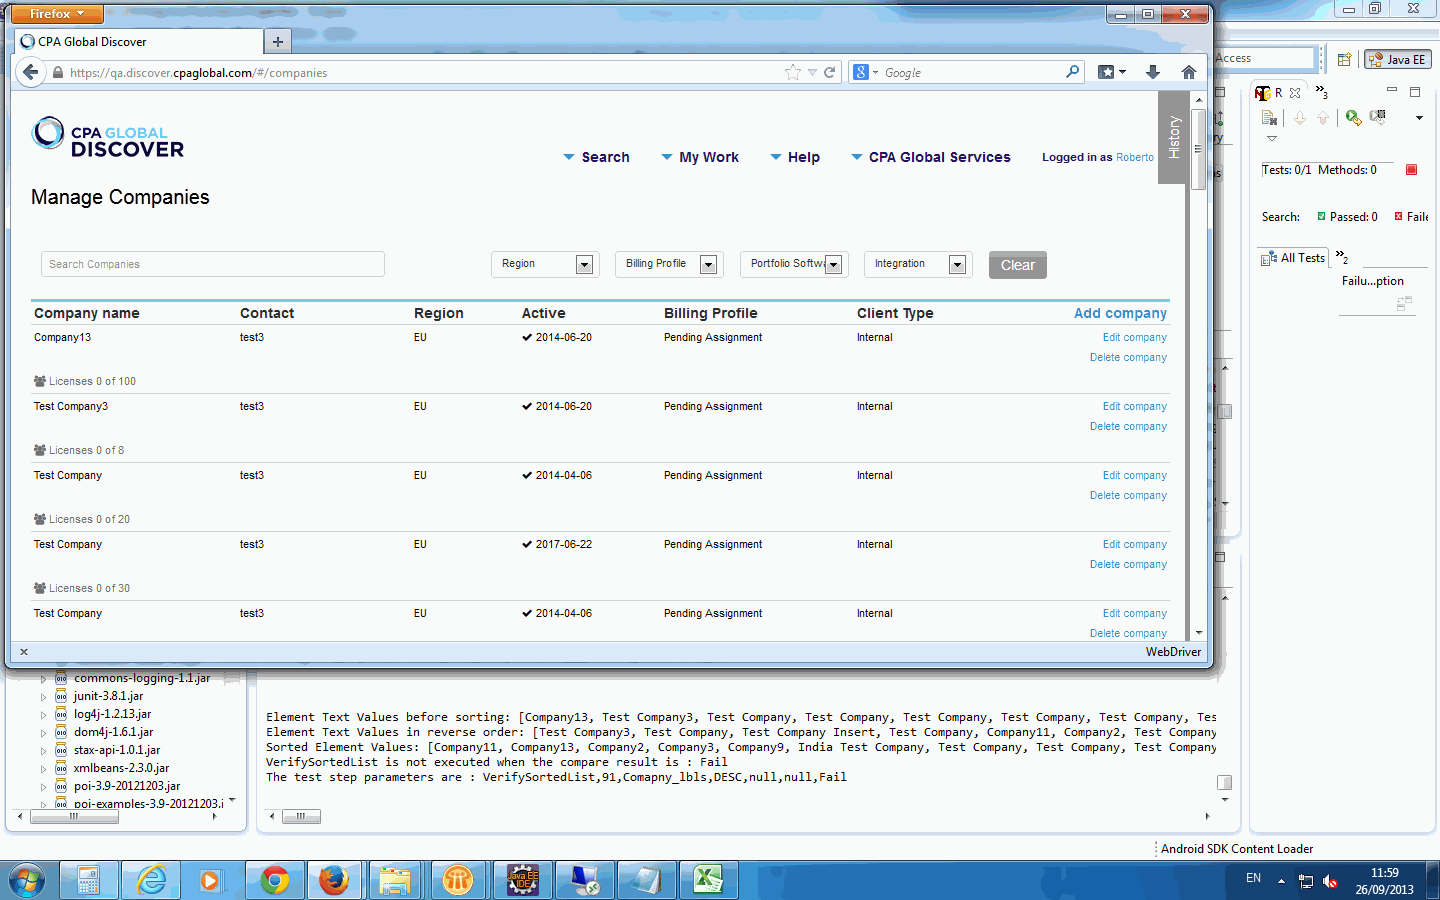 Firefox
CPA Global Discover
https://qa.discover.cpaglobal.com/#/companies
Google
Access
Java EE
CPA GLOBAL
DISCOVER
Search
My Work
Help
CPA Global Services
Logged in as Roberto
History
Manage Companies
Search Companies
Region
Billing Profile
Portfolio Softwa
Integration
Clear
Company name Contact Region Active Billing Profile Client Type Add company
Company13 test3 EU 2014-06-20 Pending Assignment Internal Edit company
Delete company
Licenses 0 of 100
Test Company3 test3 EU 2014-06-20 Pending Assignment Internal Edit company
Delete company
Licenses 0 of 8
Test Company test3 EU 2014-04-06 Pending Assignment Internal Edit company
Delete company
Licenses 0 of 20
Test Company test3 EU 2017-06-22 Pending Assignment Internal Edit company
Delete company
Licenses 0 of 30
Test Company test3 EU 2014-04-06 Pending Assignment Internal Edit company
Delete company
WebDriver
R
3
Tests: 0/1 Methods: 0
Search: Passed: 0 Faile
All Tests
2
Failu...ption
commons-logging-1.1.jar
junit-3.8.1.jar
log4j-1.2.13.jar
dom4j-1.6.1.jar
stax-api-1.0.1.jar
xmlbeans-2.3.0.jar
poi-3.9-20121203.jar
poi-examples-3.9-20121203.j
Element Text Values before sorting: [Company13, Test Company3, Test Company, Test Company, Test Company, Test Company, Test Company, Tes
Element Text Values in reverse order: [Test Company3, Test Company, Test Company Insert, Test Company, Company11, Company2, Test Company
Sorted Element Values: [Company11, Company13, Company2, Company3, Company9, India Test Company, Test Company, Test Company, Test Company
VerifySortedList is not executed when the compare result is : Fail
The test step parameters are : VerifySortedList,91,Comapny_lbls,DESC,null,null,Fail
Android SDK Content Loader
EN
11:59
26/09/2013